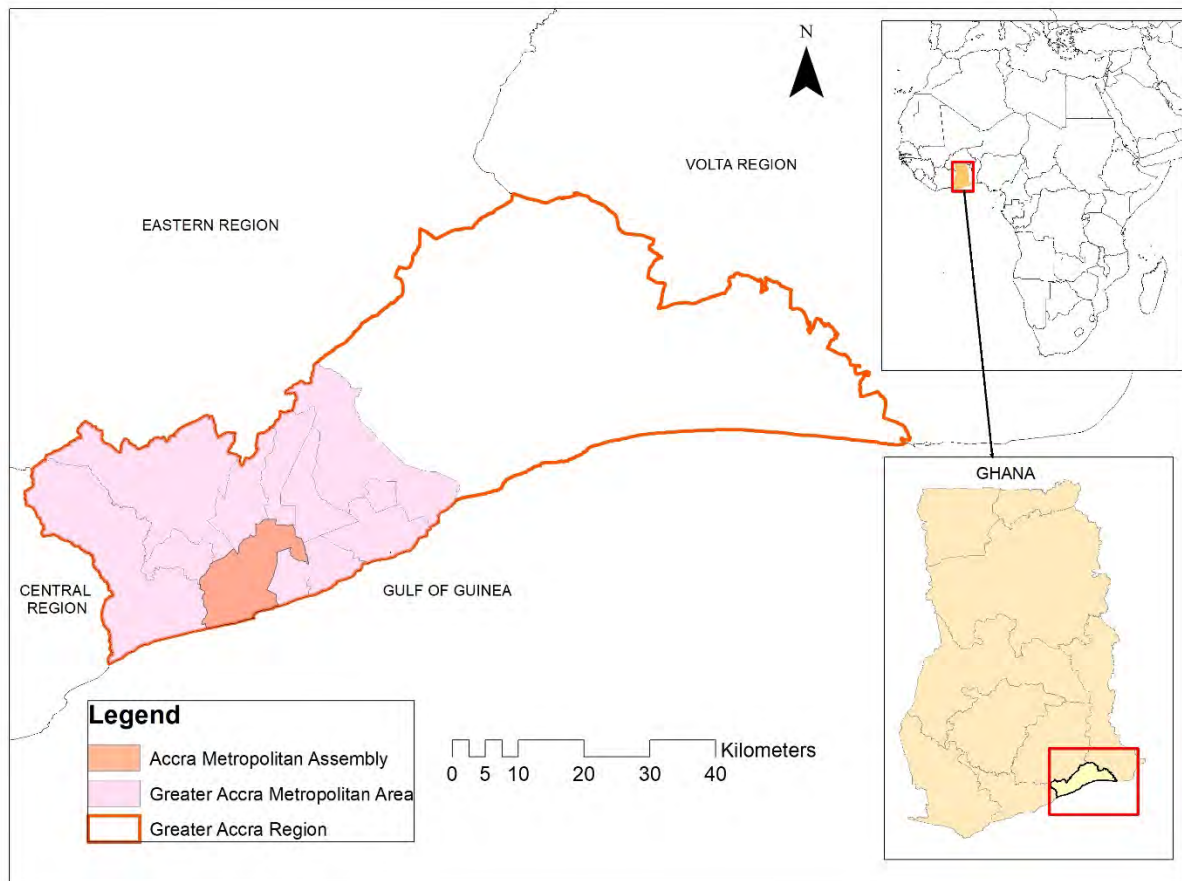 N
VOLTA REGION
EASTERN REGION
CENTRAL
REGION
GULF OF GUINEA
GHANA
Legend
Accra Metropolitan Assembly
Greater Accra Metropolitan Area
Greater Accra Region
Kilometers
0 5 10 20 30 40